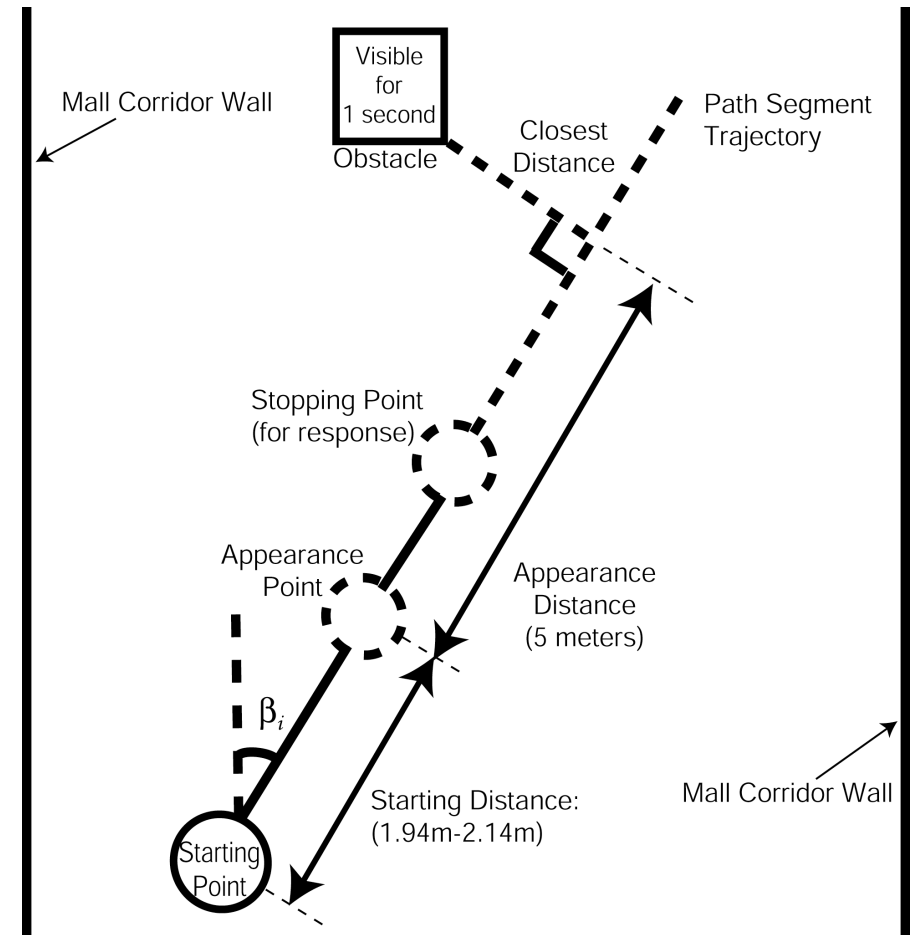 Visible
for
1 second
Obstacle
Mall Corridor Wall
Closest
Distance
Path Segment
Trajectory
Stopping Point
(for response)
Appearance
Point
Appearance
Distance
(5 meters)
βi
Starting Distance:
(1.94m-2.14m)
Mall Corridor Wall
Starting
Point